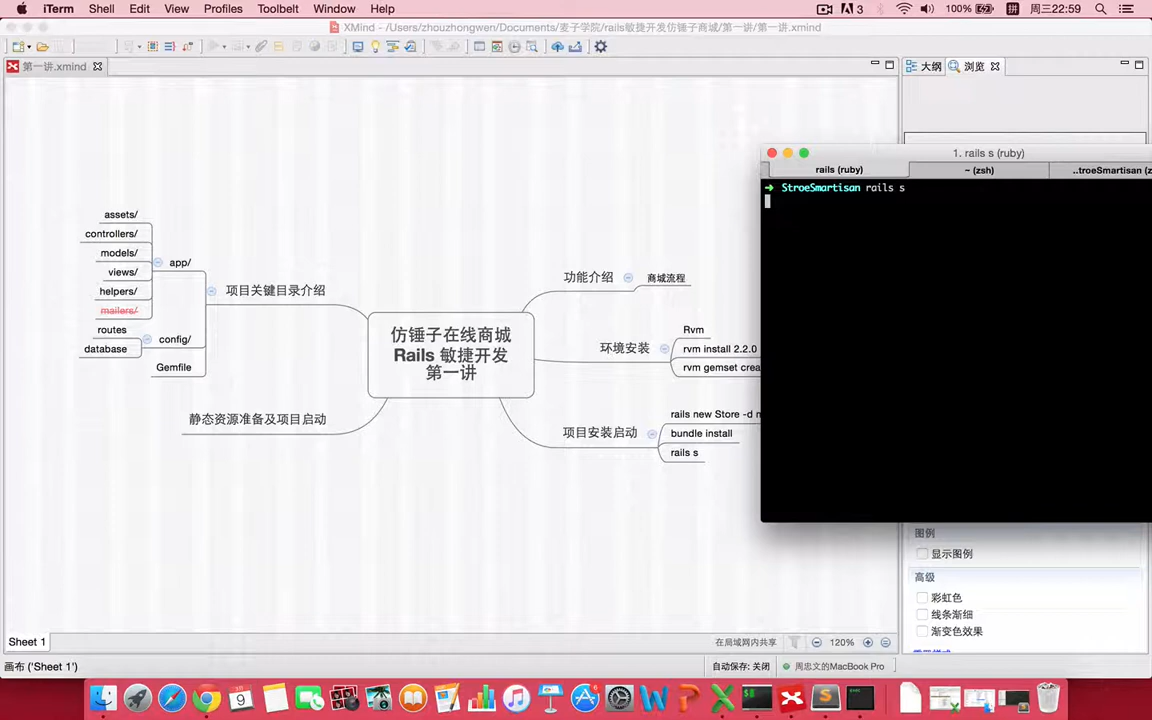 iTerm Shell Edit View Profiles Toolbelt Window Help 3 100% 拼 周三22:59
XMind - /Users/zhouzhongwen/Documents/麦子学院/rails敏捷开发仿锤子商城/第一讲/第一讲.xmind
第一讲.xmind
大纲 浏览
1. rails s (ruby)
rails (ruby) ~ (zsh) ..troeSmartisan (z
StroeSmartisan rails s
assets/
controllers/
models/
views/
helpers/
mailers/
app/
项目关键目录介绍
routes
database
config/
Gemfile
静态资源准备及项目启动
仿锤子在线商城
Rails 敏捷开发
第一讲
功能介绍
商城流程
环境安装
Rvm
rvm install 2.2.0
rvm gemset crea
项目安装启动
rails new Store -d m
bundle install
rails s
图例
显示图例
高级
彩虹色
线条渐细
渐变色效果
Sheet 1
在局域网内共享 120%
画布 ('Sheet 1')
自动保存: 关闭 周忠文的MacBook Pro
9